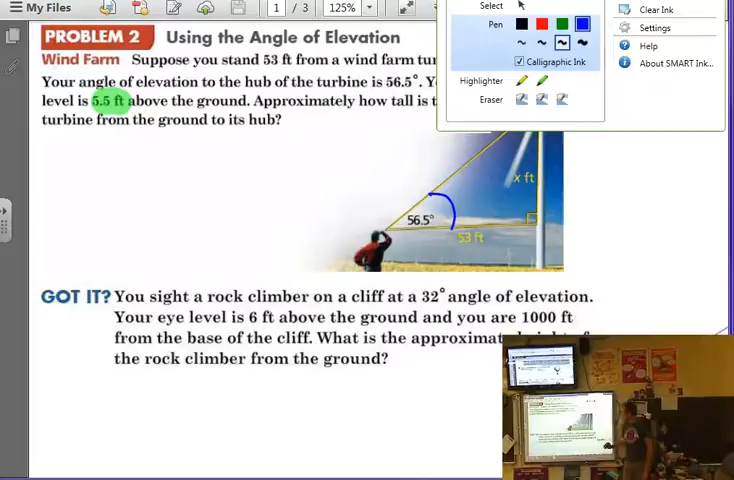 My Files
1 / 3
125%
Select
Pen
Calligraphic Ink
Highlighter
Eraser
Clear Ink
Settings
Help
About SMART Ink...
PROBLEM 2 Using the Angle of Elevation
Wind Farm Suppose you stand 53 ft from a wind farm tur
Your angle of elevation to the hub of the turbine is 56.5°. Y
level is 5.5 ft above the ground. Approximately how tall is t
turbine from the ground to its hub?
x ft
56.5°
53 ft
GOT IT? You sight a rock climber on a cliff at a 32° angle of elevation.
Your eye level is 6 ft above the ground and you are 1000 ft
from the base of the cliff. What is the approximat
the rock climber from the ground?